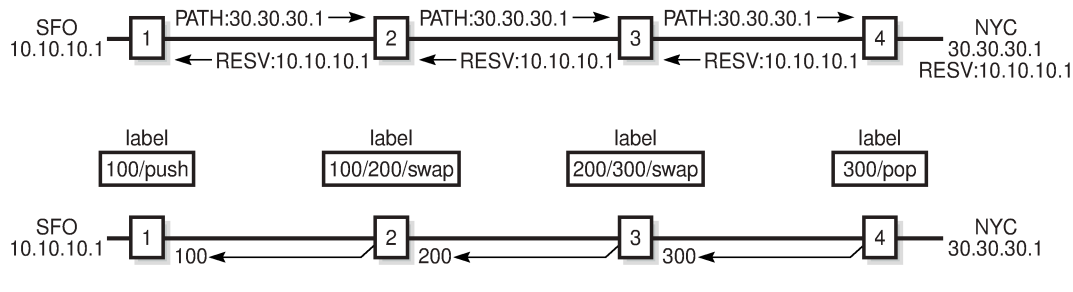 PATH:30.30.30.1 PATH:30.30.30.1 PATH:30.30.30.1
SFO
10.10.10.1
1 2 3 4
NYC
30.30.30.1
RESV:10.10.10.1
RESV:10.10.10.1 RESV:10.10.10.1 RESV:10.10.10.1
label label label label
100/push 100/200/swap 200/300/swap 300/pop
SFO
10.10.10.1
1 2 3 4
NYC
30.30.30.1
100 200 300